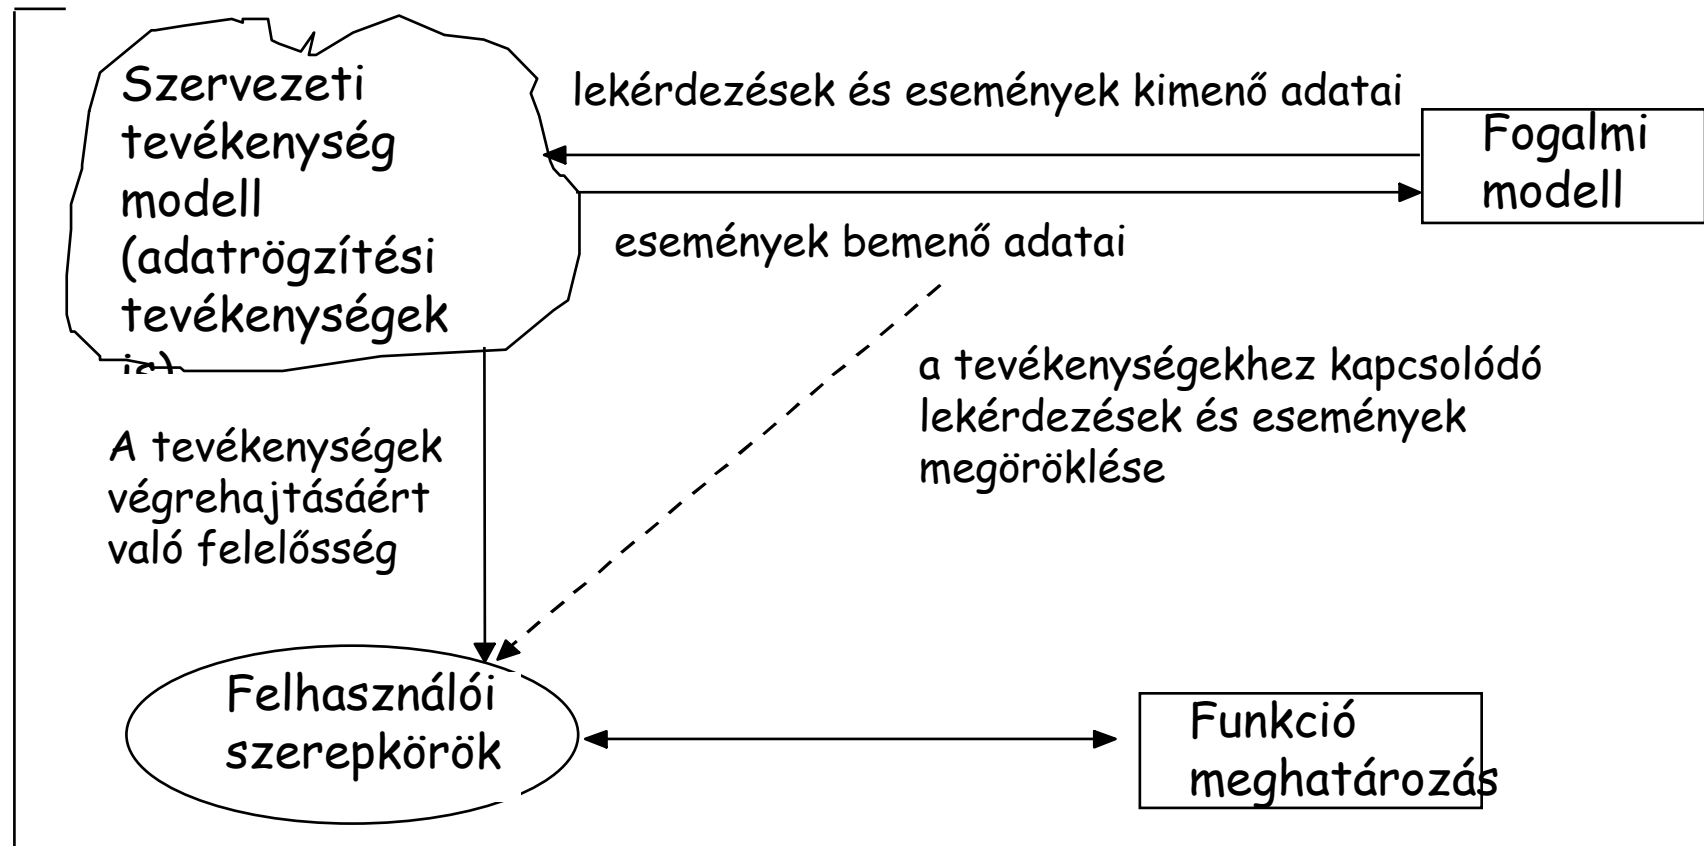 Szervezeti
tevékenység
modell
(adatrögzítési
tevékenységek
is)
lekérdezések és események kimenő adatai
Fogalmi
modell
események bemenő adatai
a tevékenységekhez kapcsolódó
lekérdezések és események
megöröklése
A tevékenységek
végrehajtásáért
való felelősség
Felhasználói
szerepkörök
Funkció
meghatározás